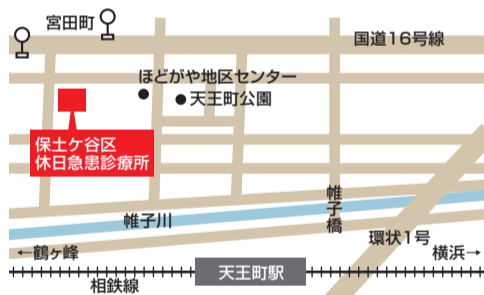 宮田町
国道16号線
ほどがや地区センター
天王町公園
保土ケ谷区
休日急患診療所
帷子橋
帷子川
環状1号
←鶴ヶ峰
横浜→
天王町駅
相鉄線